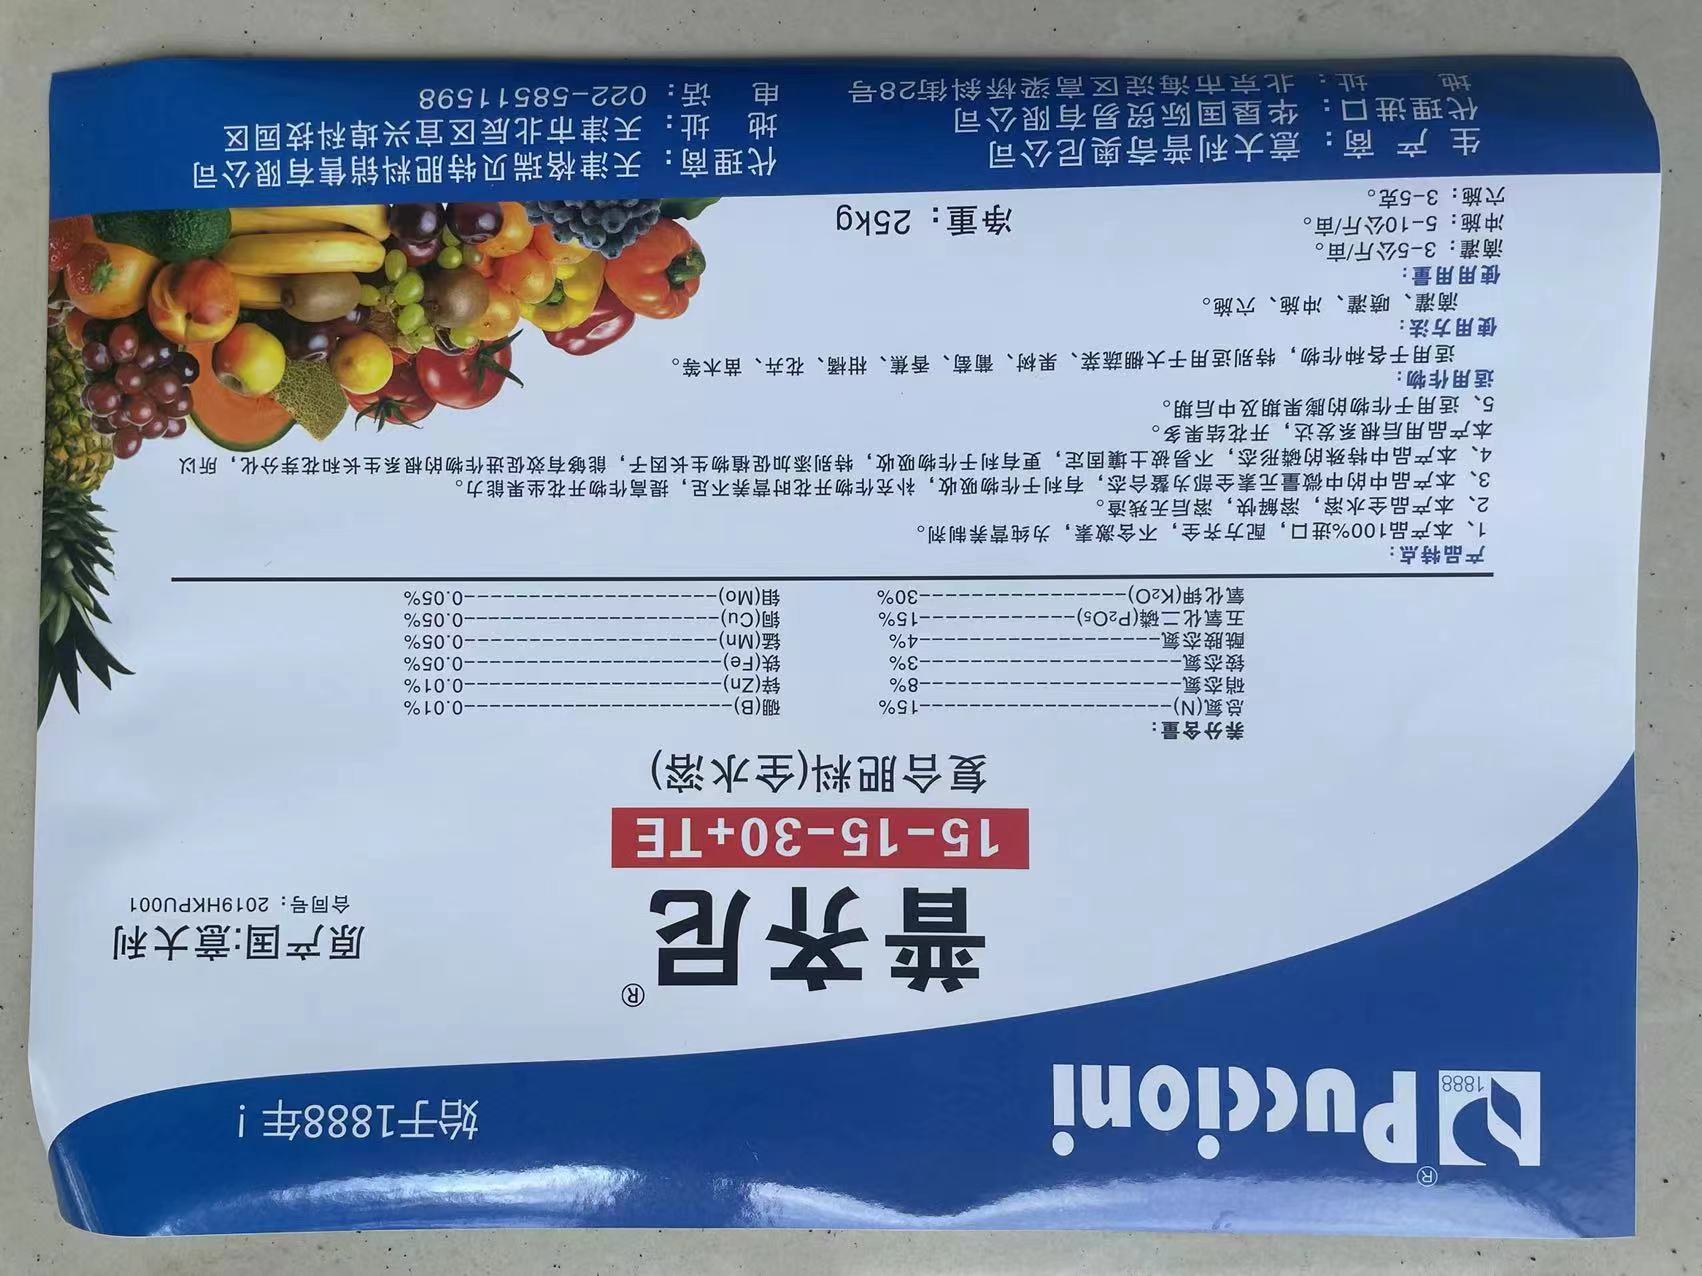 Puccioni®
1888
始于1888年!
普齐尼®
原产国:意大利
合同号：2019HKPU001
15-15-30+TE
复合肥料(全水溶)
养分含量：
总氮(N)--------------------15%
硝态氮--------------------8%
铵态氮--------------------3%
酰胺态氮------------------4%
五氧化二磷(P₂O₅)-------------15%
氧化钾(K₂O)----------------30%
硼(B)----------------------0.01%
锌(Zn)---------------------0.01%
铁(Fe)---------------------0.05%
锰(Mn)---------------------0.05%
铜(Cu)---------------------0.05%
钼(Mo)---------------------0.05%
产品特点：
1、本产品100%进口，配方齐全，不含激素，为纯营养制剂。
2、本产品全水溶，溶解快，溶后无残渣。
3、本产品中的中微量元素全部为螯合态，有利于作物吸收，补充作物开花时营养不足，提高作物开花坐果能力。
4、本产品中特殊的磷形态，不易被土壤固定，更有利于作物吸收，特别添加促植物生长因子，能够有效促进作物的根系生长和花芽分化，所以
本产品用后根系发达，开花结果多。
5、适用于作物的膨果期及中后期。
适用作物：
适用于各种作物，特别适用于大棚蔬菜、果树、葡萄、香蕉、柑橘、花卉、苗木等。
使用方法：
滴灌、喷灌、冲施、穴施。
使用用量：
滴灌：3-5公斤/亩。
冲施：5-10公斤/亩。
穴施：3-5克。
净重：25kg
生 产 商：意大利普奇奥尼公司
代理进口：华垦国际贸易有限公司
地 址：北京市海淀区高梁桥斜街28号
代理商：天津格瑞贝特肥料销售有限公司
地 址：天津市北辰区宜兴埠科技园区
电 话：022-58511598